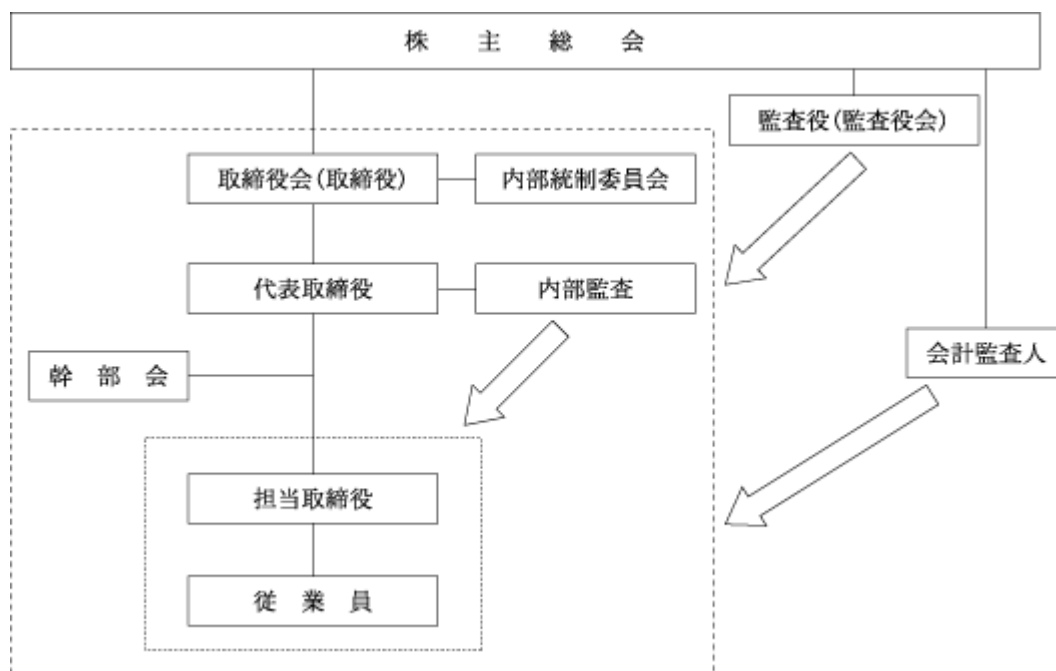 株 主 総 会
監査役(監査役会)
取締役会(取締役)
内部統制委員会
代表取締役
内部監査
会計監査人
幹 部 会
担当取締役
従 業 員